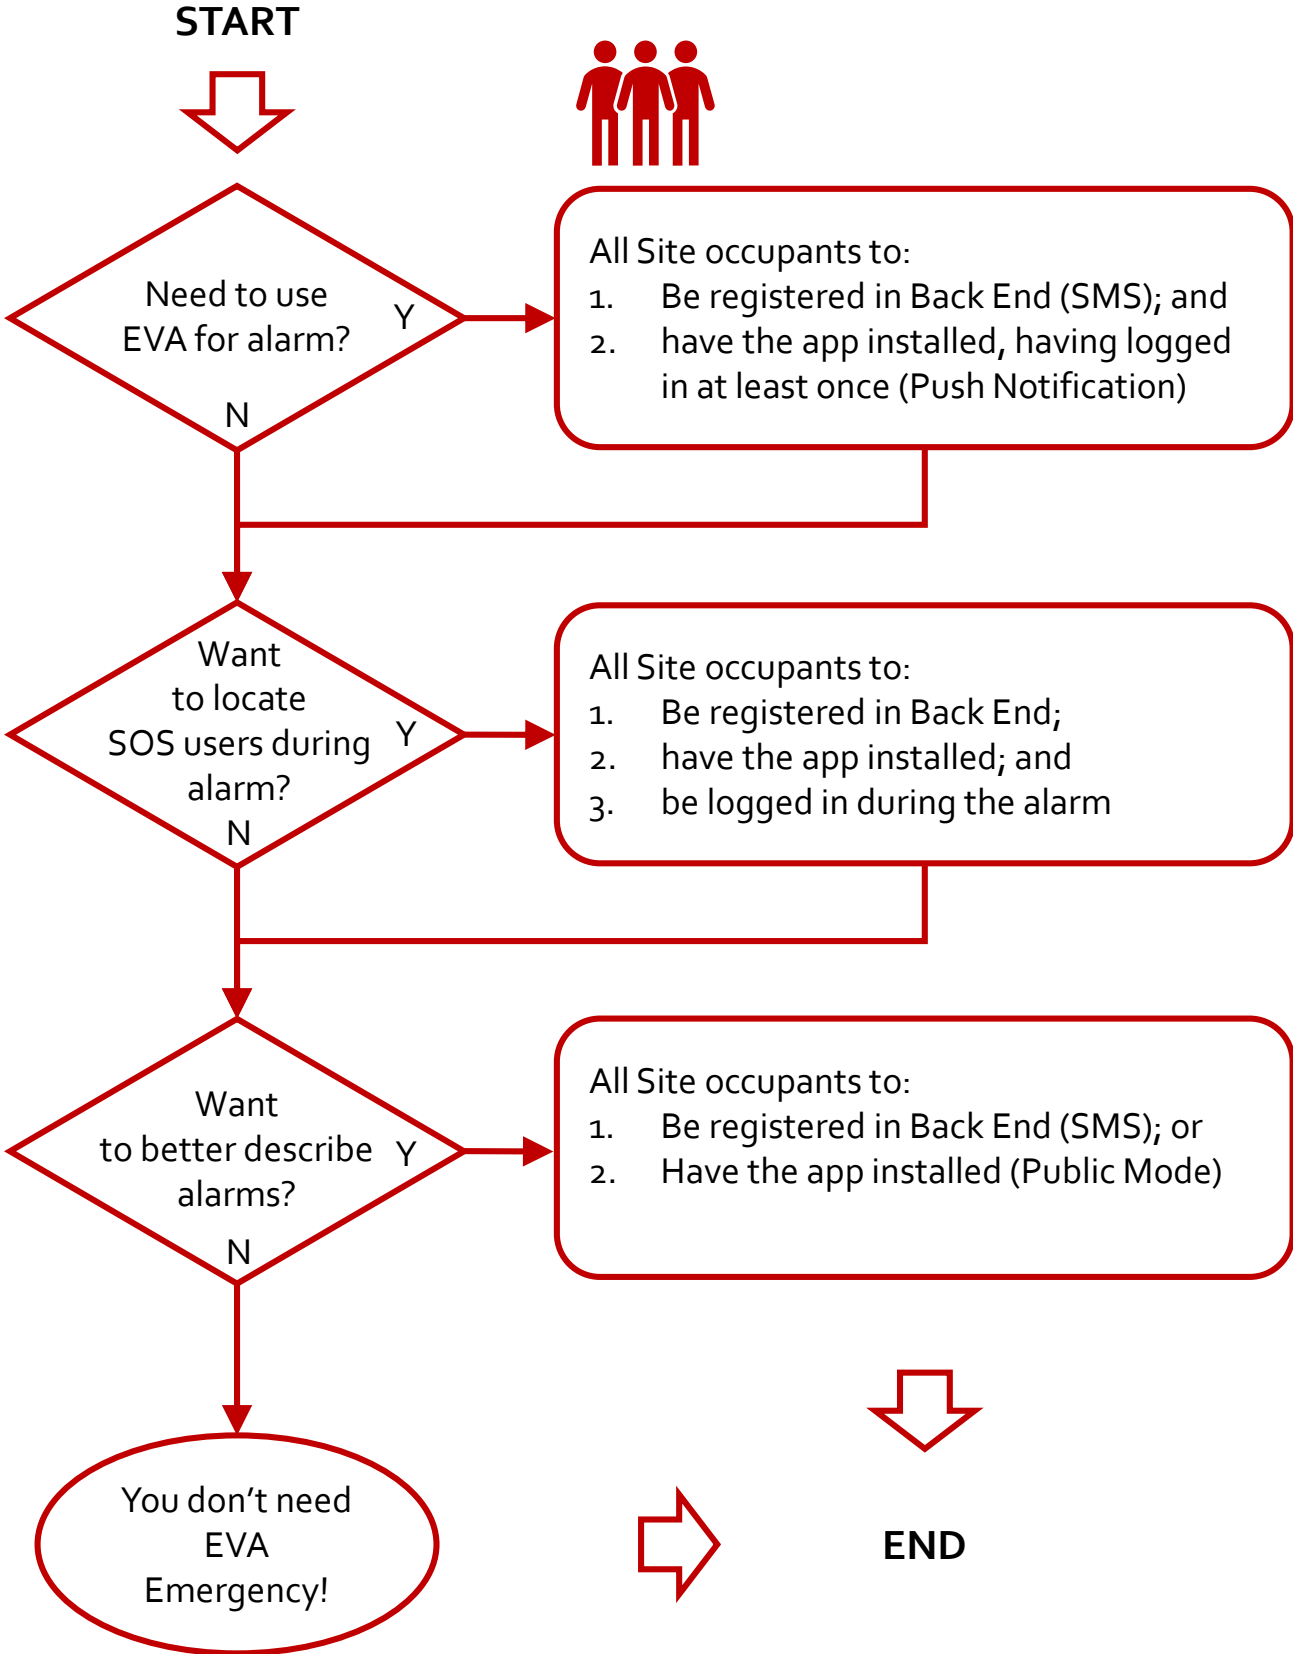 START
Need to use
EVA for alarm?
Y
N
All Site occupants to:
1. Be registered in Back End (SMS); and
2. have the app installed, having logged
in at least once (Push Notification)
Want
to locate
SOS users during
alarm?
Y
N
All Site occupants to:
1. Be registered in Back End;
2. have the app installed; and
3. be logged in during the alarm
Want
to better describe
alarms?
Y
N
All Site occupants to:
1. Be registered in Back End (SMS); or
2. Have the app installed (Public Mode)
You don’t need
EVA
Emergency!
END